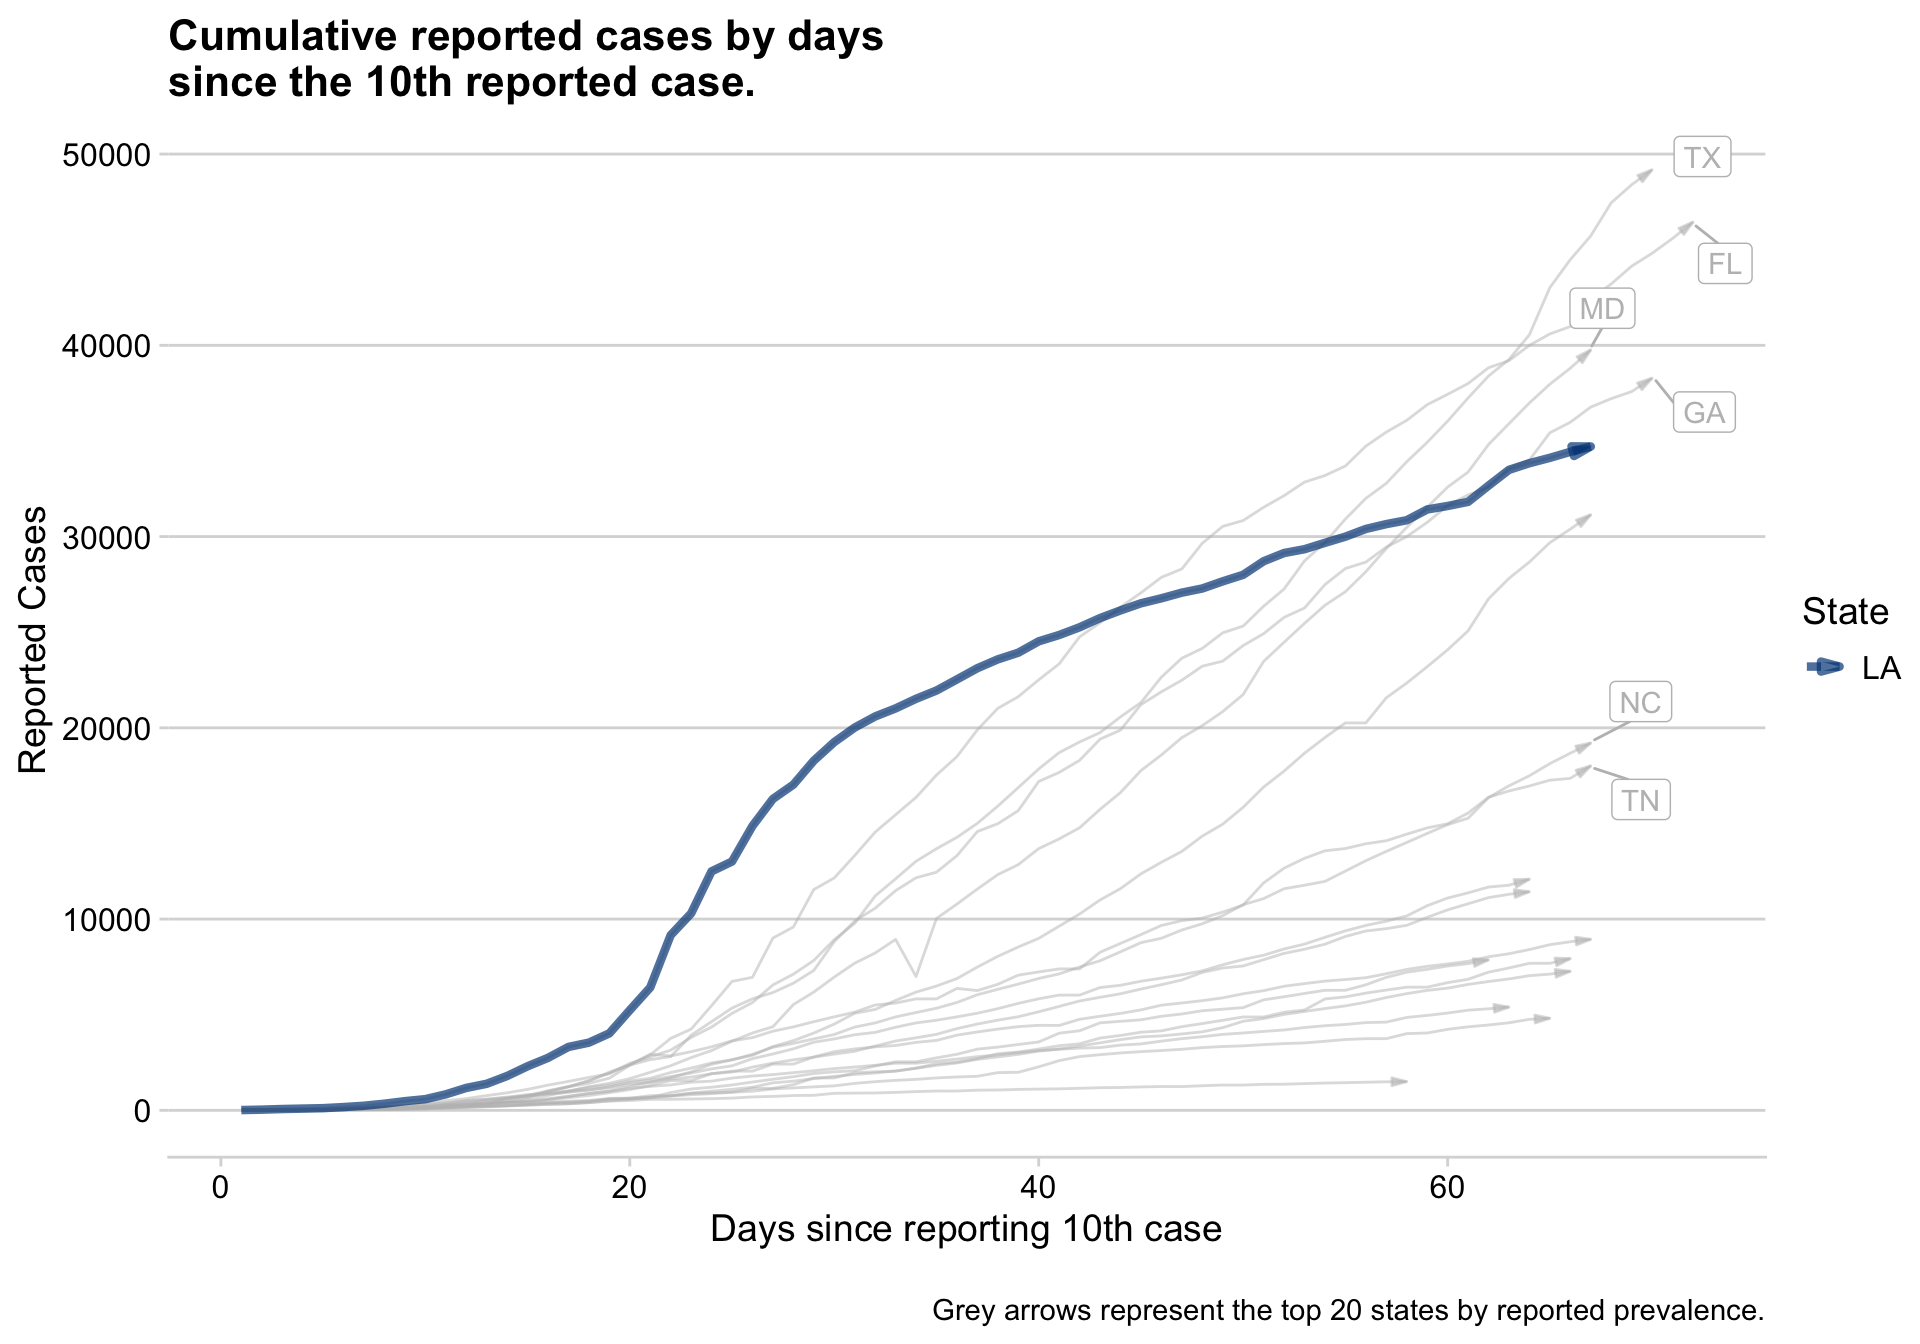 Cumulative reported cases by days
since the 10th reported case.
50000
40000
30000
20000
10000
0
Reported Cases
TX
FL
MD
GA
NC
TN
State
LA
0 20 40 60
Days since reporting 10th case
Grey arrows represent the top 20 states by reported prevalence.